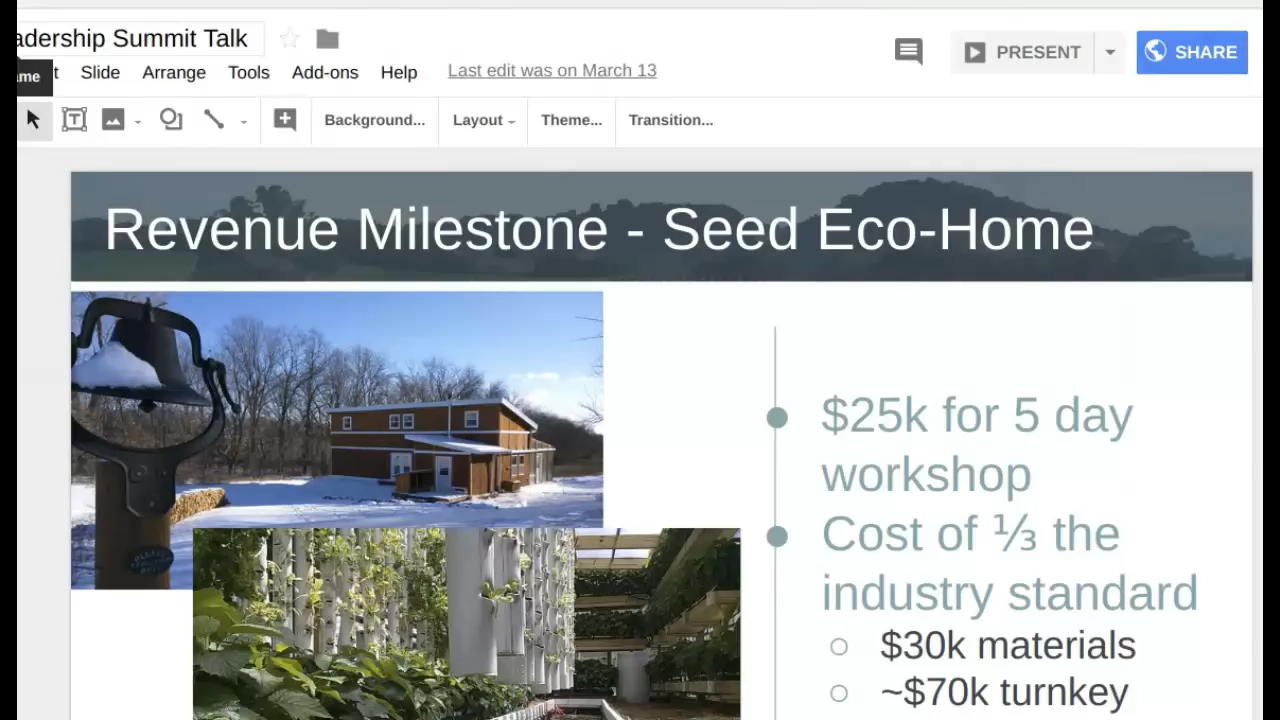 adership Summit Talk
ame
t Slide Arrange Tools Add-ons Help Last edit was on March 13
PRESENT
SHARE
Background... Layout Theme... Transition...
Revenue Milestone - Seed Eco-Home
$25k for 5 day
workshop
Cost of ⅓ the
industry standard
$30k materials
~$70k turnkey